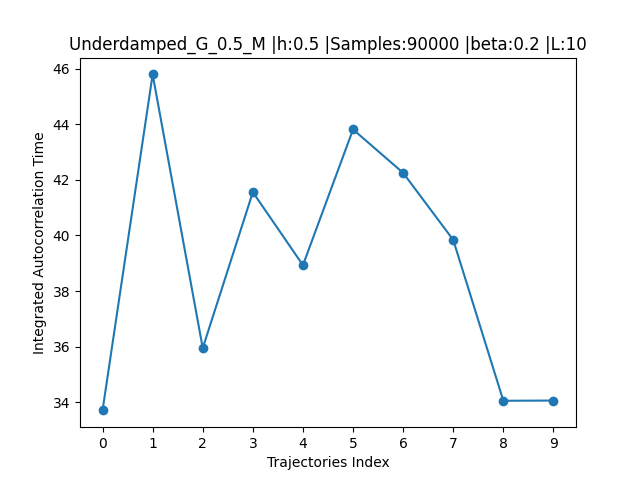 Underdamped_G_0.5_M |h:0.5 |Samples:90000 |beta:0.2 |L:10
46
44
42
40
38
36
34
Integrated Autocorrelation Time
0 1 2 3 4 5 6 7 8 9
Trajectories Index